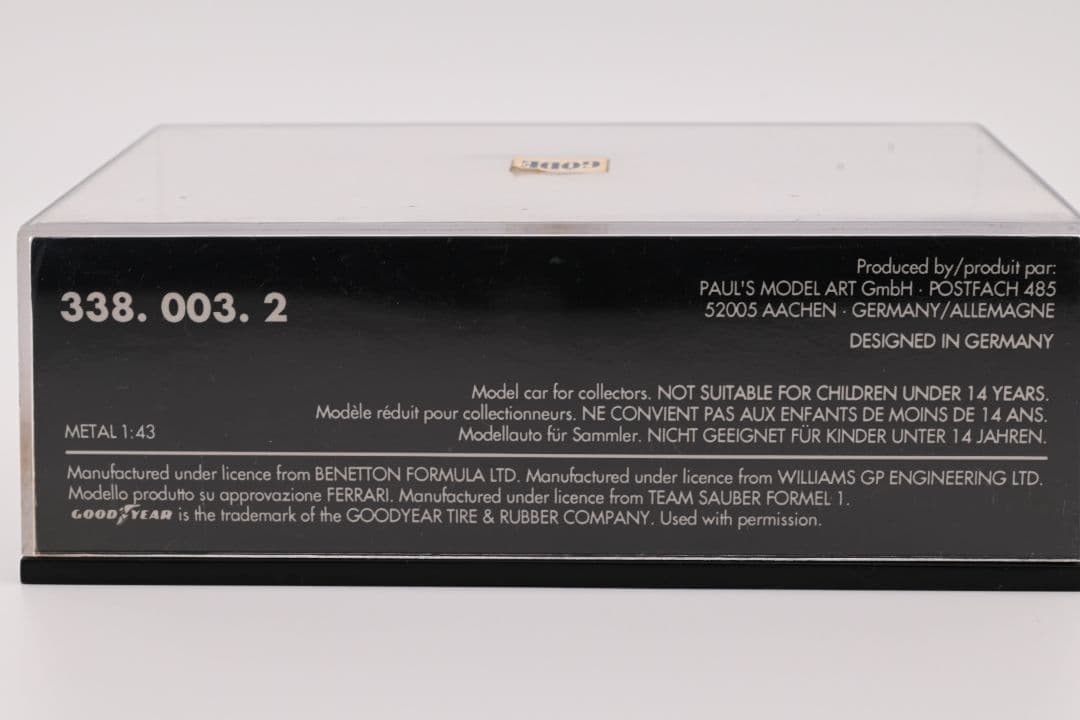 CODE
338. 003. 2
Produced by/produit par:
PAUL'S MODEL ART GmbH · POSTFACH 485
52005 AACHEN · GERMANY/ALLEMAGNE
DESIGNED IN GERMANY
Model car for collectors. NOT SUITABLE FOR CHILDREN UNDER 14 YEARS.
Modèle réduit pour collectionneurs. NE CONVIENT PAS AUX ENFANTS DE MOINS DE 14 ANS.
METAL 1:43
Modellauto für Sammler. NICHT GEEIGNET FÜR KINDER UNTER 14 JAHREN.
Manufactured under licence from BENETTON FORMULA LTD. Manufactured under licence from WILLIAMS GP ENGINEERING LTD.
Modello produtto su approvazione FERRARI. Manufactured under licence from TEAM SAUBER FORMEL 1.
GOODYEAR is the trademark of the GOODYEAR TIRE & RUBBER COMPANY. Used with permission.